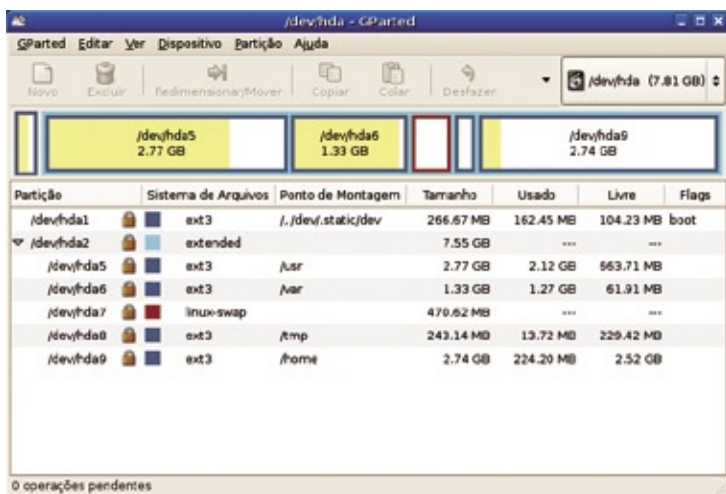 /dev/hda - GParted
GParted Editar Ver Dispositivo Partição Ajuda
Novo Excluir Redimensionar/Mover Copiar Colar Desfazer /dev/hda (7.81 GB)
/dev/hda5 /dev/hda6 /dev/hda9
2.77 GB 1.33 GB 2.74 GB
Partição Sistema de Arquivos Ponto de Montagem Tamanho Usado Livre Flags
/dev/hda1 ext3 /,/dev/.static/dev 266.67 MB 162.45 MB 104.23 MB boot
/dev/hda2 extended 7.55 GB --- ---
/dev/hda5 ext3 /usr 2.77 GB 2.12 GB 663.71 MB
/dev/hda6 ext3 /var 1.33 GB 1.27 GB 61.91 MB
/dev/hda7 linux-swap 470.62 MB --- ---
/dev/hda8 ext3 /tmp 243.14 MB 13.72 MB 229.42 MB
/dev/hda9 ext3 /home 2.74 GB 224.20 MB 2.52 GB
0 operações pendentes